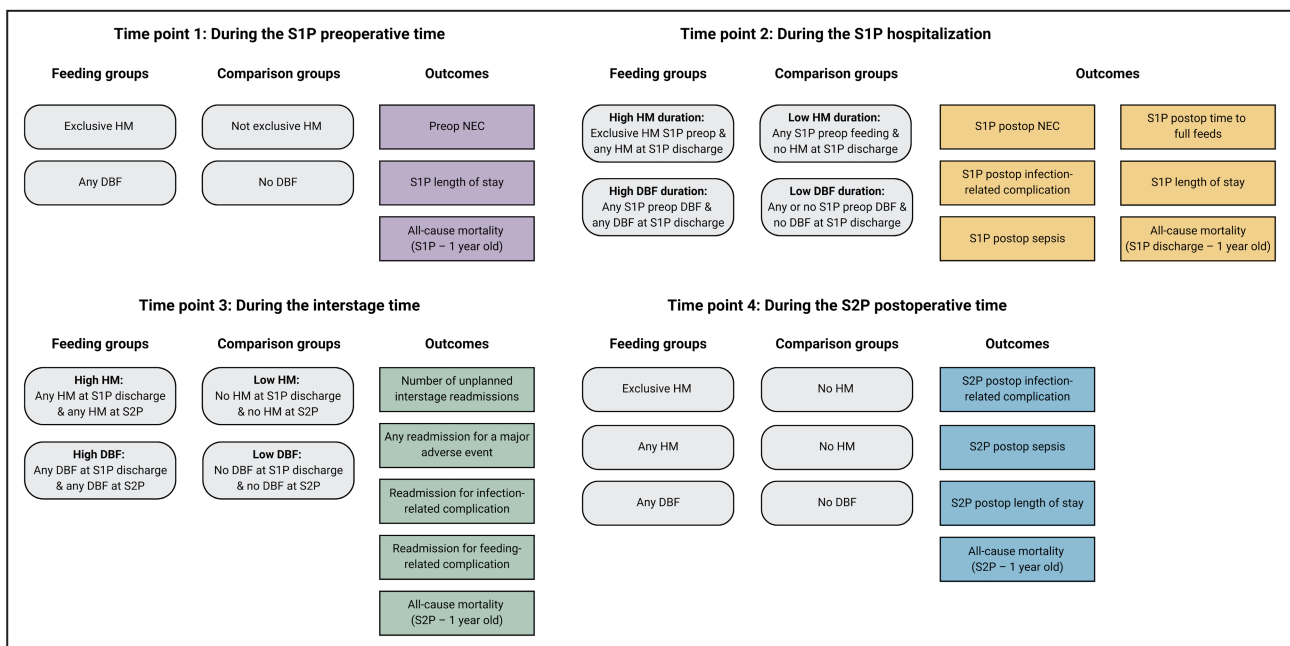 Time point 1: During the S1P preoperative time
Feeding groups
Comparison groups
Outcomes
Exclusive HM
Not exclusive HM
Preop NEC
Any DBF
No DBF
S1P length of stay
All-cause mortality
(S1P – 1 year old)
Time point 2: During the S1P hospitalization
Feeding groups
Comparison groups
Outcomes
High HM duration:
Exclusive HM S1P preop &
any HM at S1P discharge
Low HM duration:
Any S1P preop feeding &
no HM at S1P discharge
S1P postop NEC
S1P postop time to
full feeds
High DBF duration:
Any S1P preop DBF &
any DBF at S1P discharge
Low DBF duration:
Any or no S1P preop DBF &
no DBF at S1P discharge
S1P postop infection-
related complication
S1P length of stay
S1P postop sepsis
All-cause mortality
(S1P discharge – 1 year old)
Time point 3: During the interstage time
Feeding groups
Comparison groups
Outcomes
High HM:
Any HM at S1P discharge
& any HM at S2P
Low HM:
No HM at S1P discharge
& no HM at S2P
Number of unplanned
interstage readmissions
High DBF:
Any DBF at S1P discharge
& any DBF at S2P
Low DBF:
No DBF at S1P discharge
& no DBF at S2P
Any readmission for a major
adverse event
Readmission for infection-
related complication
Readmission for feeding-
related complication
All-cause mortality
(S2P – 1 year old)
Time point 4: During the S2P postoperative time
Feeding groups
Comparison groups
Outcomes
Exclusive HM
No HM
S2P postop infection-
related complication
Any HM
No HM
S2P postop sepsis
Any DBF
No DBF
S2P postop length of stay
All-cause mortality
(S2P – 1 year old)